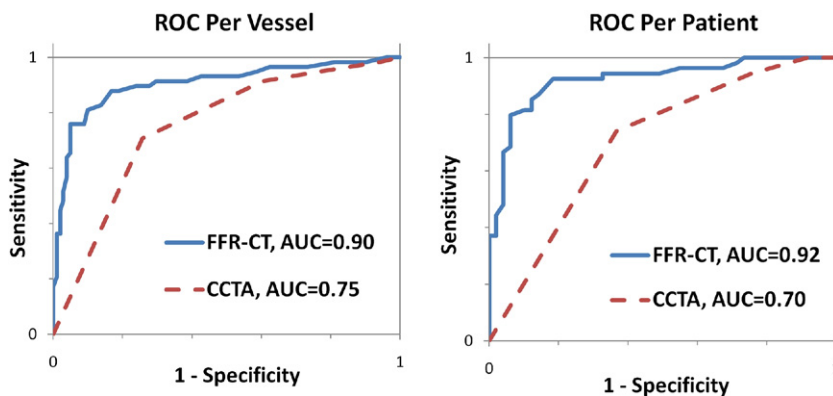 ROC Per Vessel
1
Sensitivity
FFR-CT, AUC=0.90
CCTA, AUC=0.75
0
0
1
1 - Specificity
ROC Per Patient
1
Sensitivity
FFR-CT, AUC=0.92
CCTA, AUC=0.70
0
0
1 - Specificity